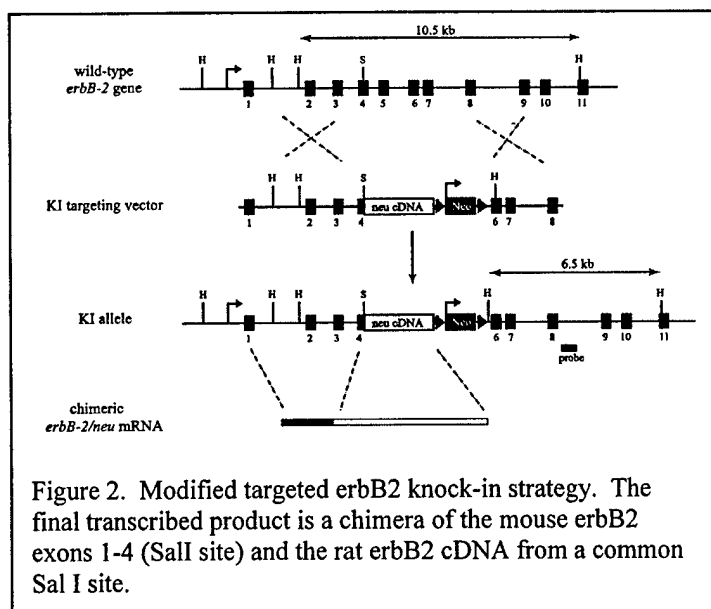 10.5 kb
H H H S H
wild-type
erbB-2 gene
1 2 3 4 5 6 7 8 9 10 11
H H S H
KI targeting vector
neu cDNA Neo
1 2 3 4 6 7 8
6.5 kb
H H H S H H
KI allele
neu cDNA Neo
1 2 3 4 6 7 8 9 10 11
probe
chimeric
erbB-2/neu mRNA
Figure 2. Modified targeted erbB2 knock-in strategy. The
final transcribed product is a chimera of the mouse erbB2
exons 1-4 (SalI site) and the rat erbB2 cDNA from a common
Sal I site.